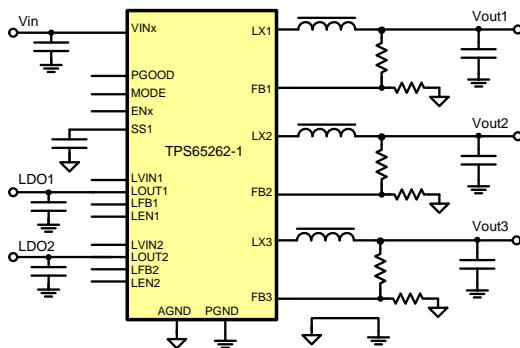 Vin
VINx
PGOOD
MODE
ENx
SS1
TPS65262-1
LDO1
LVIN1
LOUT1
LFB1
LEN1
LDO2
LVIN2
LOUT2
LFB2
LEN2
AGND
PGND
LX1
Vout1
FB1
LX2
Vout2
FB2
LX3
Vout3
FB3